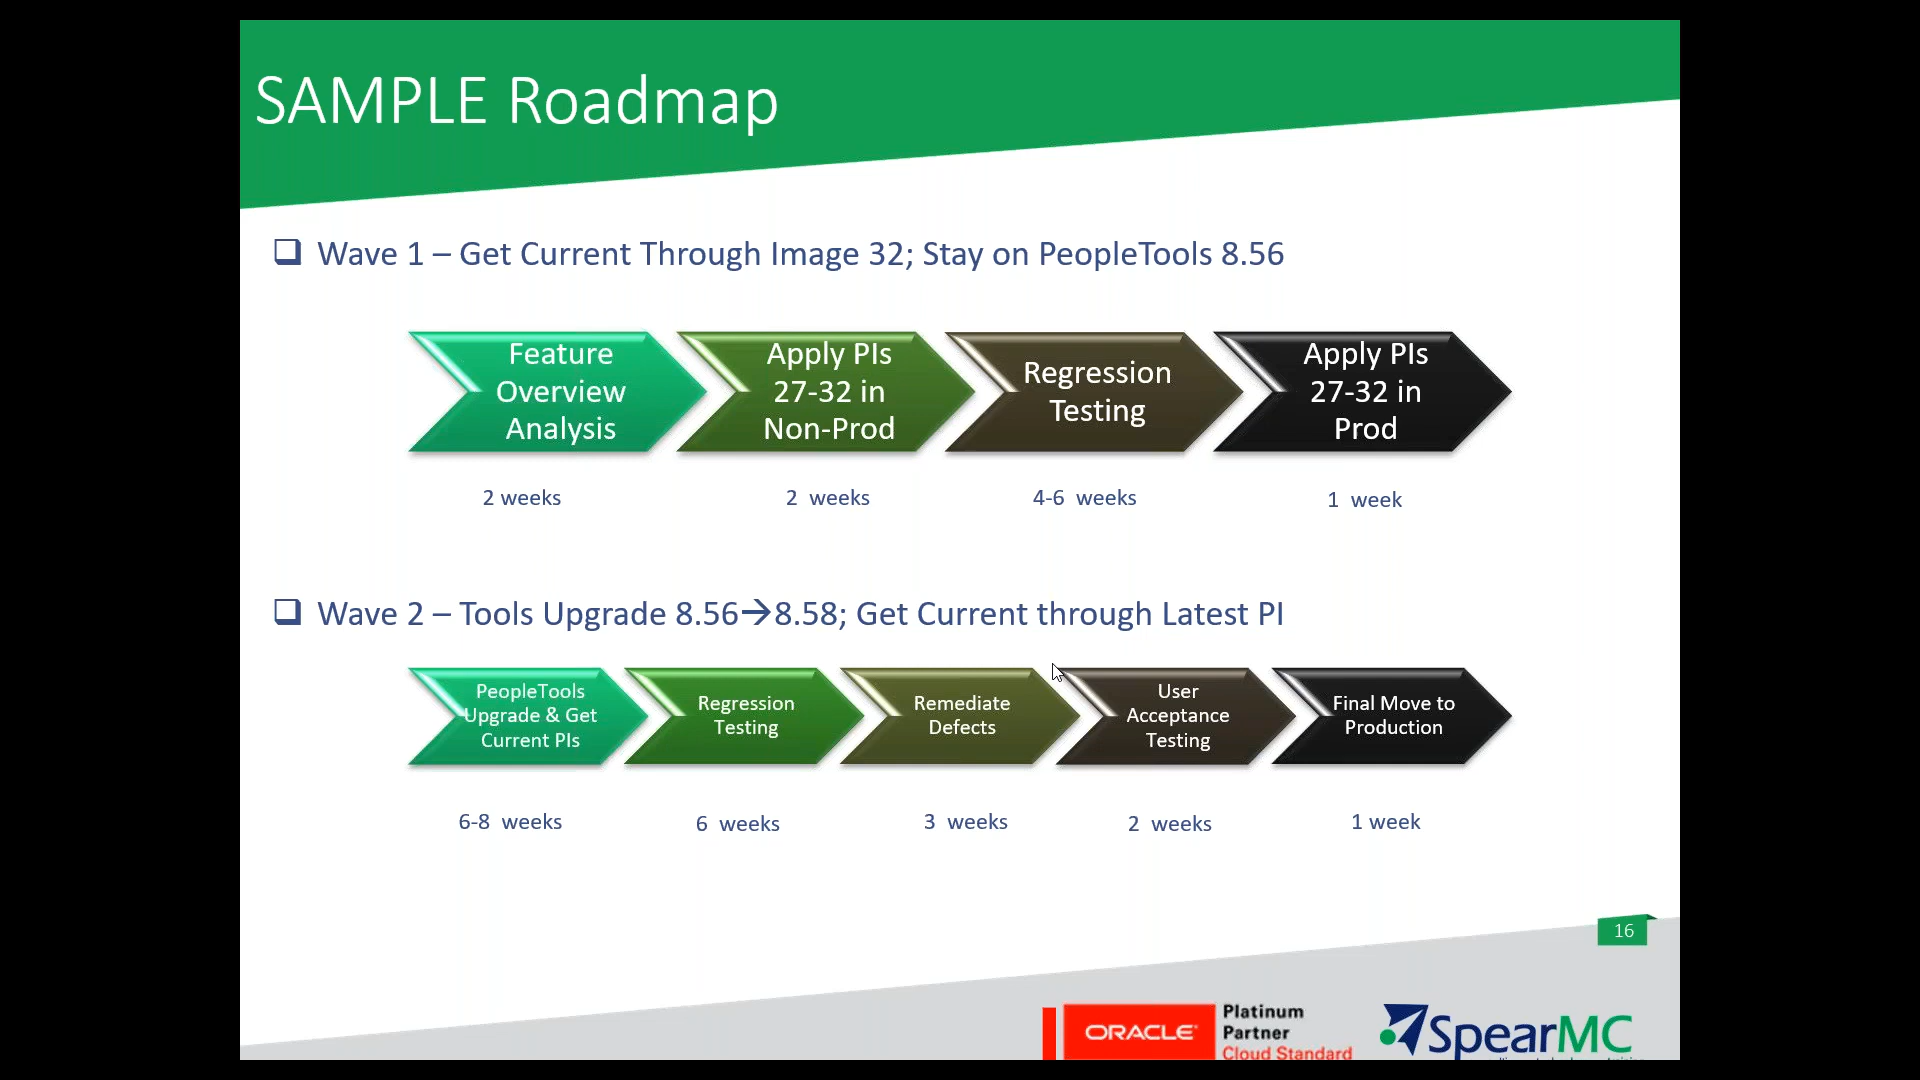 SAMPLE Roadmap
Wave 1 – Get Current Through Image 32; Stay on PeopleTools 8.56
Feature
Overview
Analysis
Apply PIs
27-32 in
Non-Prod
Regression
Testing
Apply PIs
27-32 in
Prod
2 weeks
2 weeks
4-6 weeks
1 week
Wave 2 – Tools Upgrade 8.56→8.58; Get Current through Latest PI
PeopleTools
Upgrade & Get
Current PIs
Regression
Testing
Remediate
Defects
User
Acceptance
Testing
Final Move to
Production
6-8 weeks
6 weeks
3 weeks
2 weeks
1 week
16
ORACLE
Platinum
Partner
Cloud Standard
SpearMC